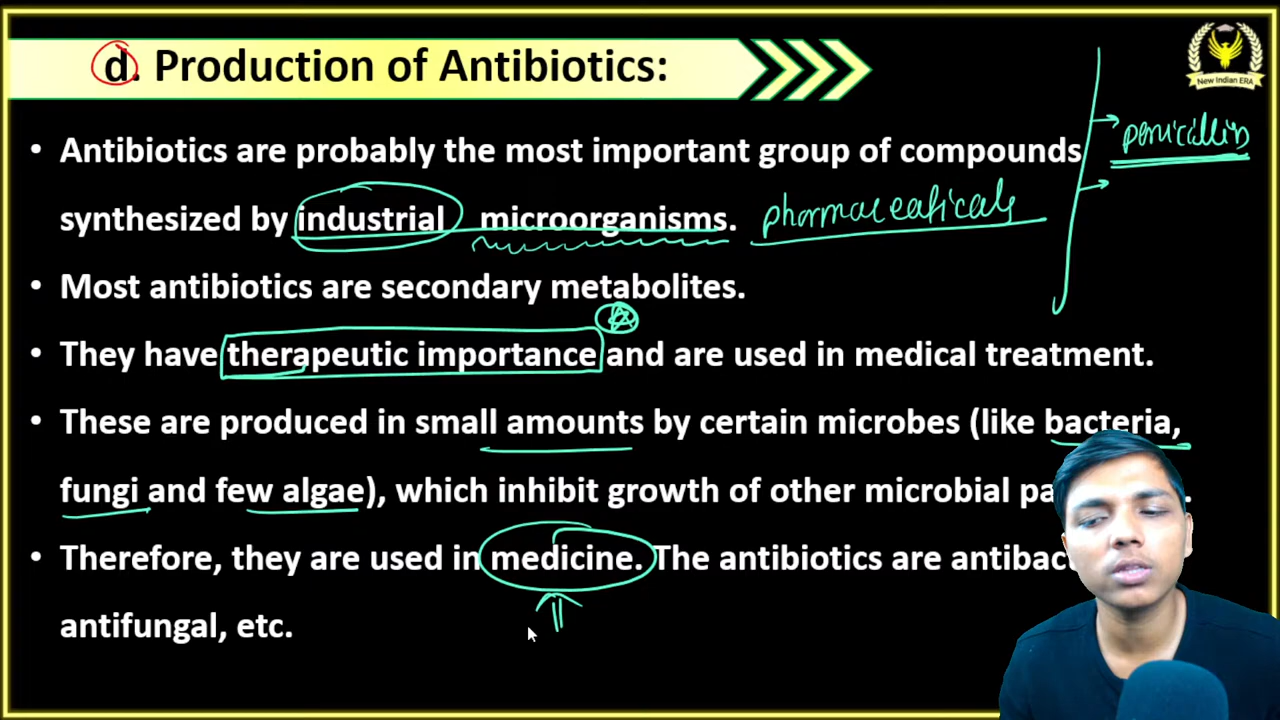 d. Production of Antibiotics:
New Indian ERA
penicillin
• Antibiotics are probably the most important group of compounds
synthesized by industrial microorganisms. pharmaceaticals
• Most antibiotics are secondary metabolites.
• They have therapeutic importance and are used in medical treatment.
• These are produced in small amounts by certain microbes (like bacteria,
fungi and few algae), which inhibit growth of other microbial
• Therefore, they are used in medicine. The antibiotics are
antifungal, etc.